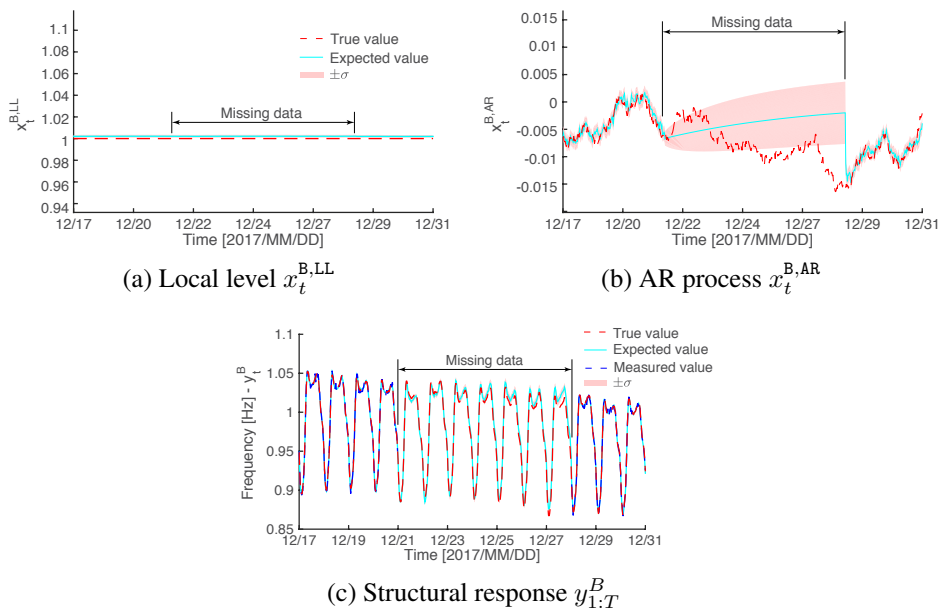 1.1
1.08
1.06
1.04
1.02
1
0.98
0.96
0.94
x_t^{B,LL}
True value
Expected value
±σ
Missing data
12/17 12/20 12/22 12/24 12/27 12/29 12/31
Time [2017/MM/DD]
(a) Local level x_t^{B,LL}
0.015
0.01
0.005
0
-0.005
-0.01
-0.015
x_t^{B,AR}
Missing data
12/17 12/20 12/22 12/24 12/27 12/29 12/31
Time [2017/MM/DD]
(b) AR process x_t^{B,AR}
1.1
1.05
1
0.95
0.9
0.85
Frequency [Hz] - y_t^B
Missing data
True value
Expected value
Measured value
±σ
12/17 12/19 12/21 12/23 12/25 12/27 12/29 12/31
Time [2017/MM/DD]
(c) Structural response y_{1:T}^B